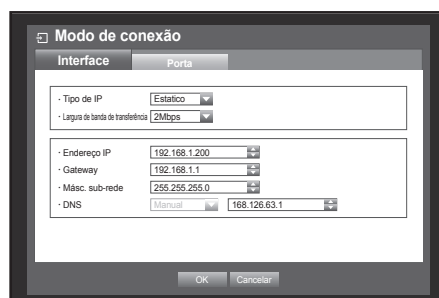 Modo de conexão
Interface Porta
· Tipo de IP Estatico
· Largura de banda de transferência 2Mbps
· Endereço IP 192.168.1.200
· Gateway 192.168.1.1
· Másc. sub-rede 255.255.255.0
· DNS Manual 168.126.63.1
OK Cancelar